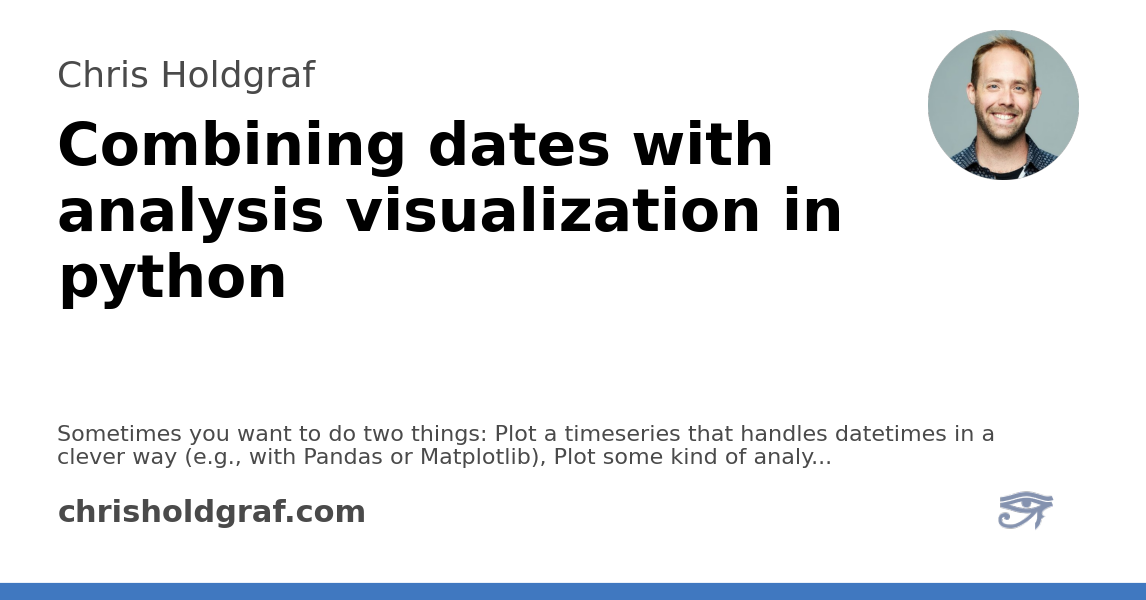 Chris Holdgraf
Combining dates with
analysis visualization in
python
Sometimes you want to do two things: Plot a timeseries that handles datetimes in a
clever way (e.g., with Pandas or Matplotlib), Plot some kind of analy...
chrisholdgraf.com